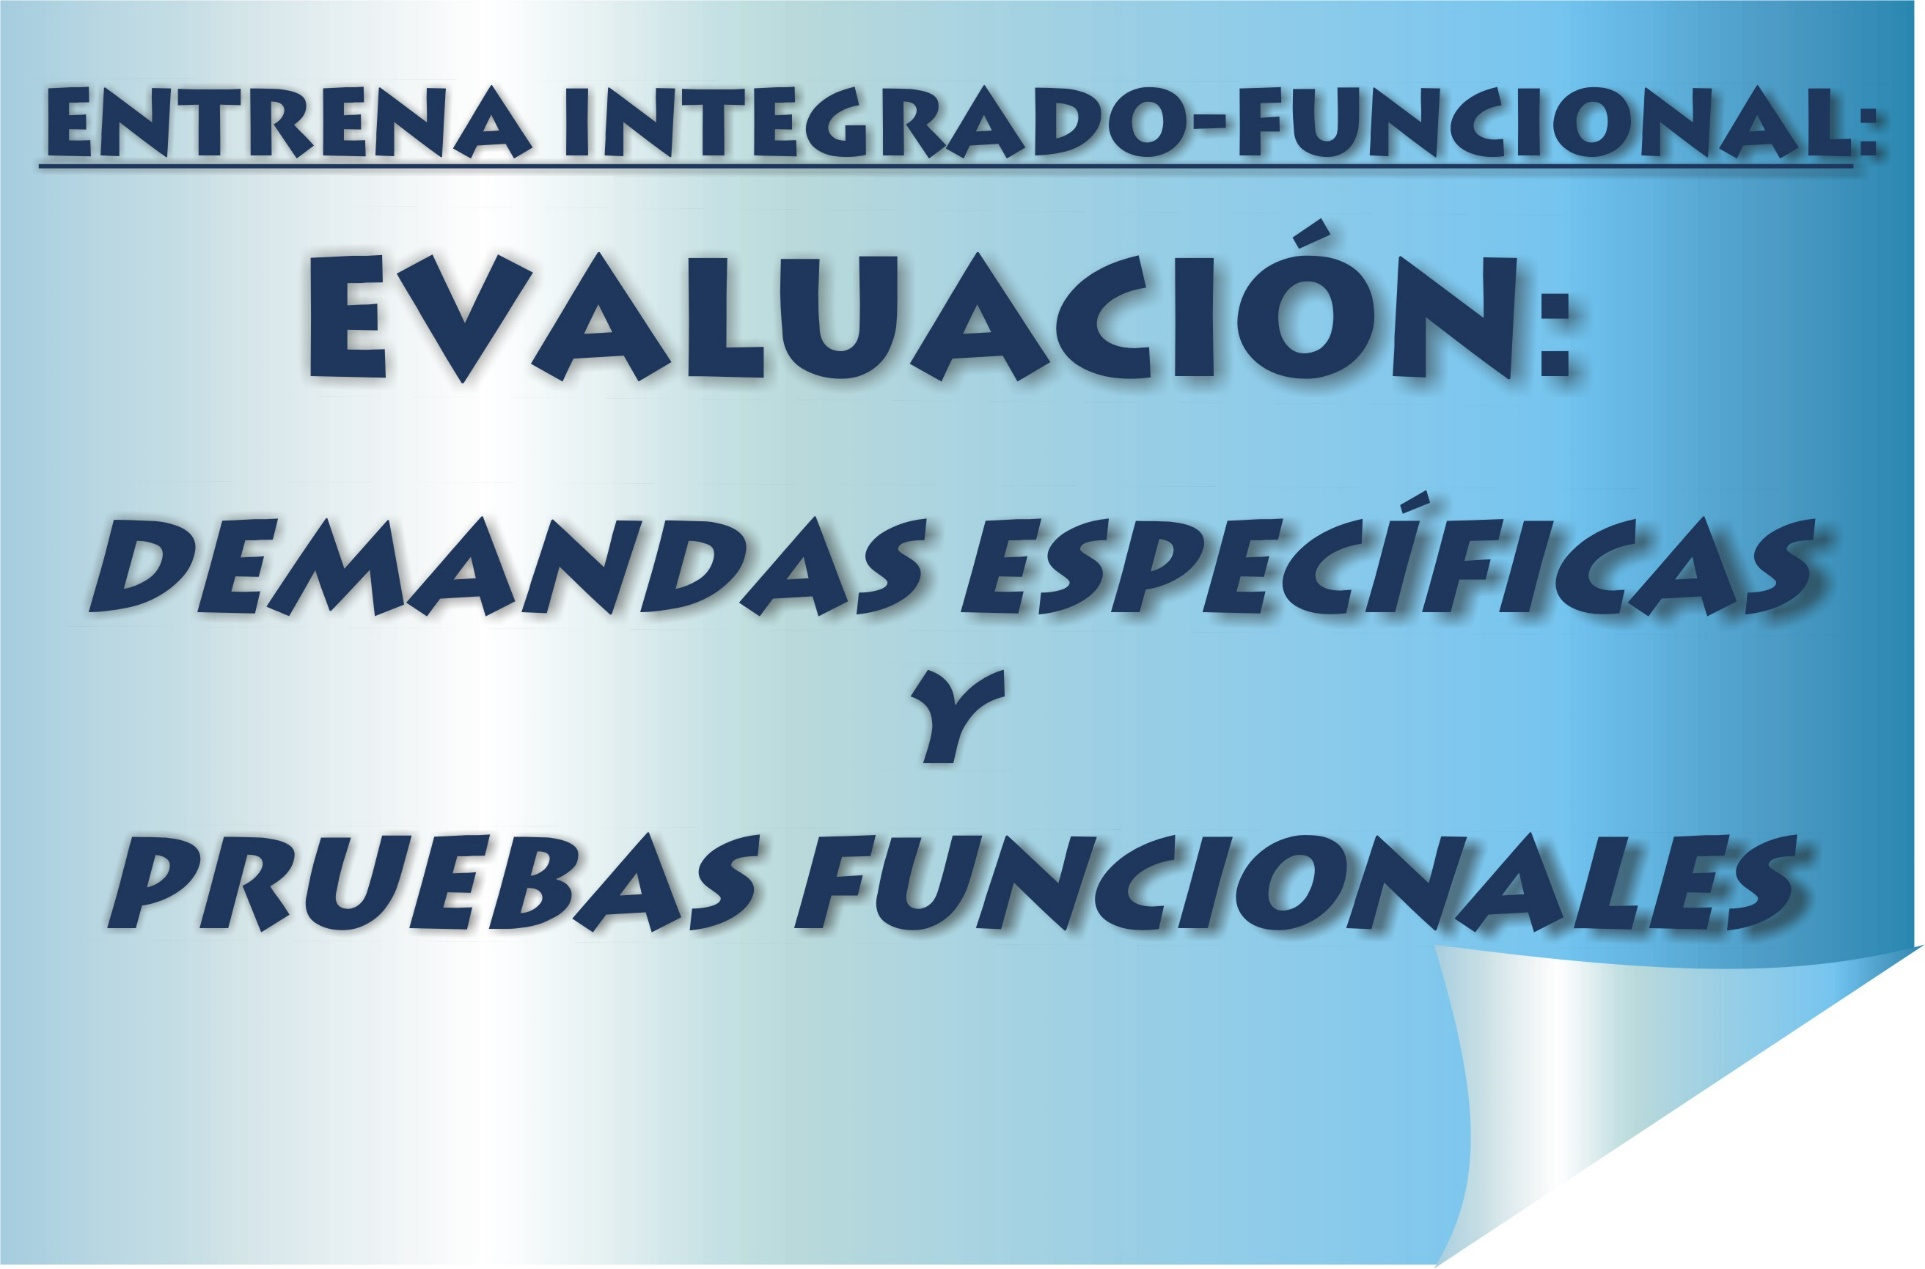 ENTRENA INTEGRADO-FUNCIONAL:
EVALUACIÓN:
DEMANDAS ESPECÍFICAS
Y
PRUEBAS FUNCIONALES